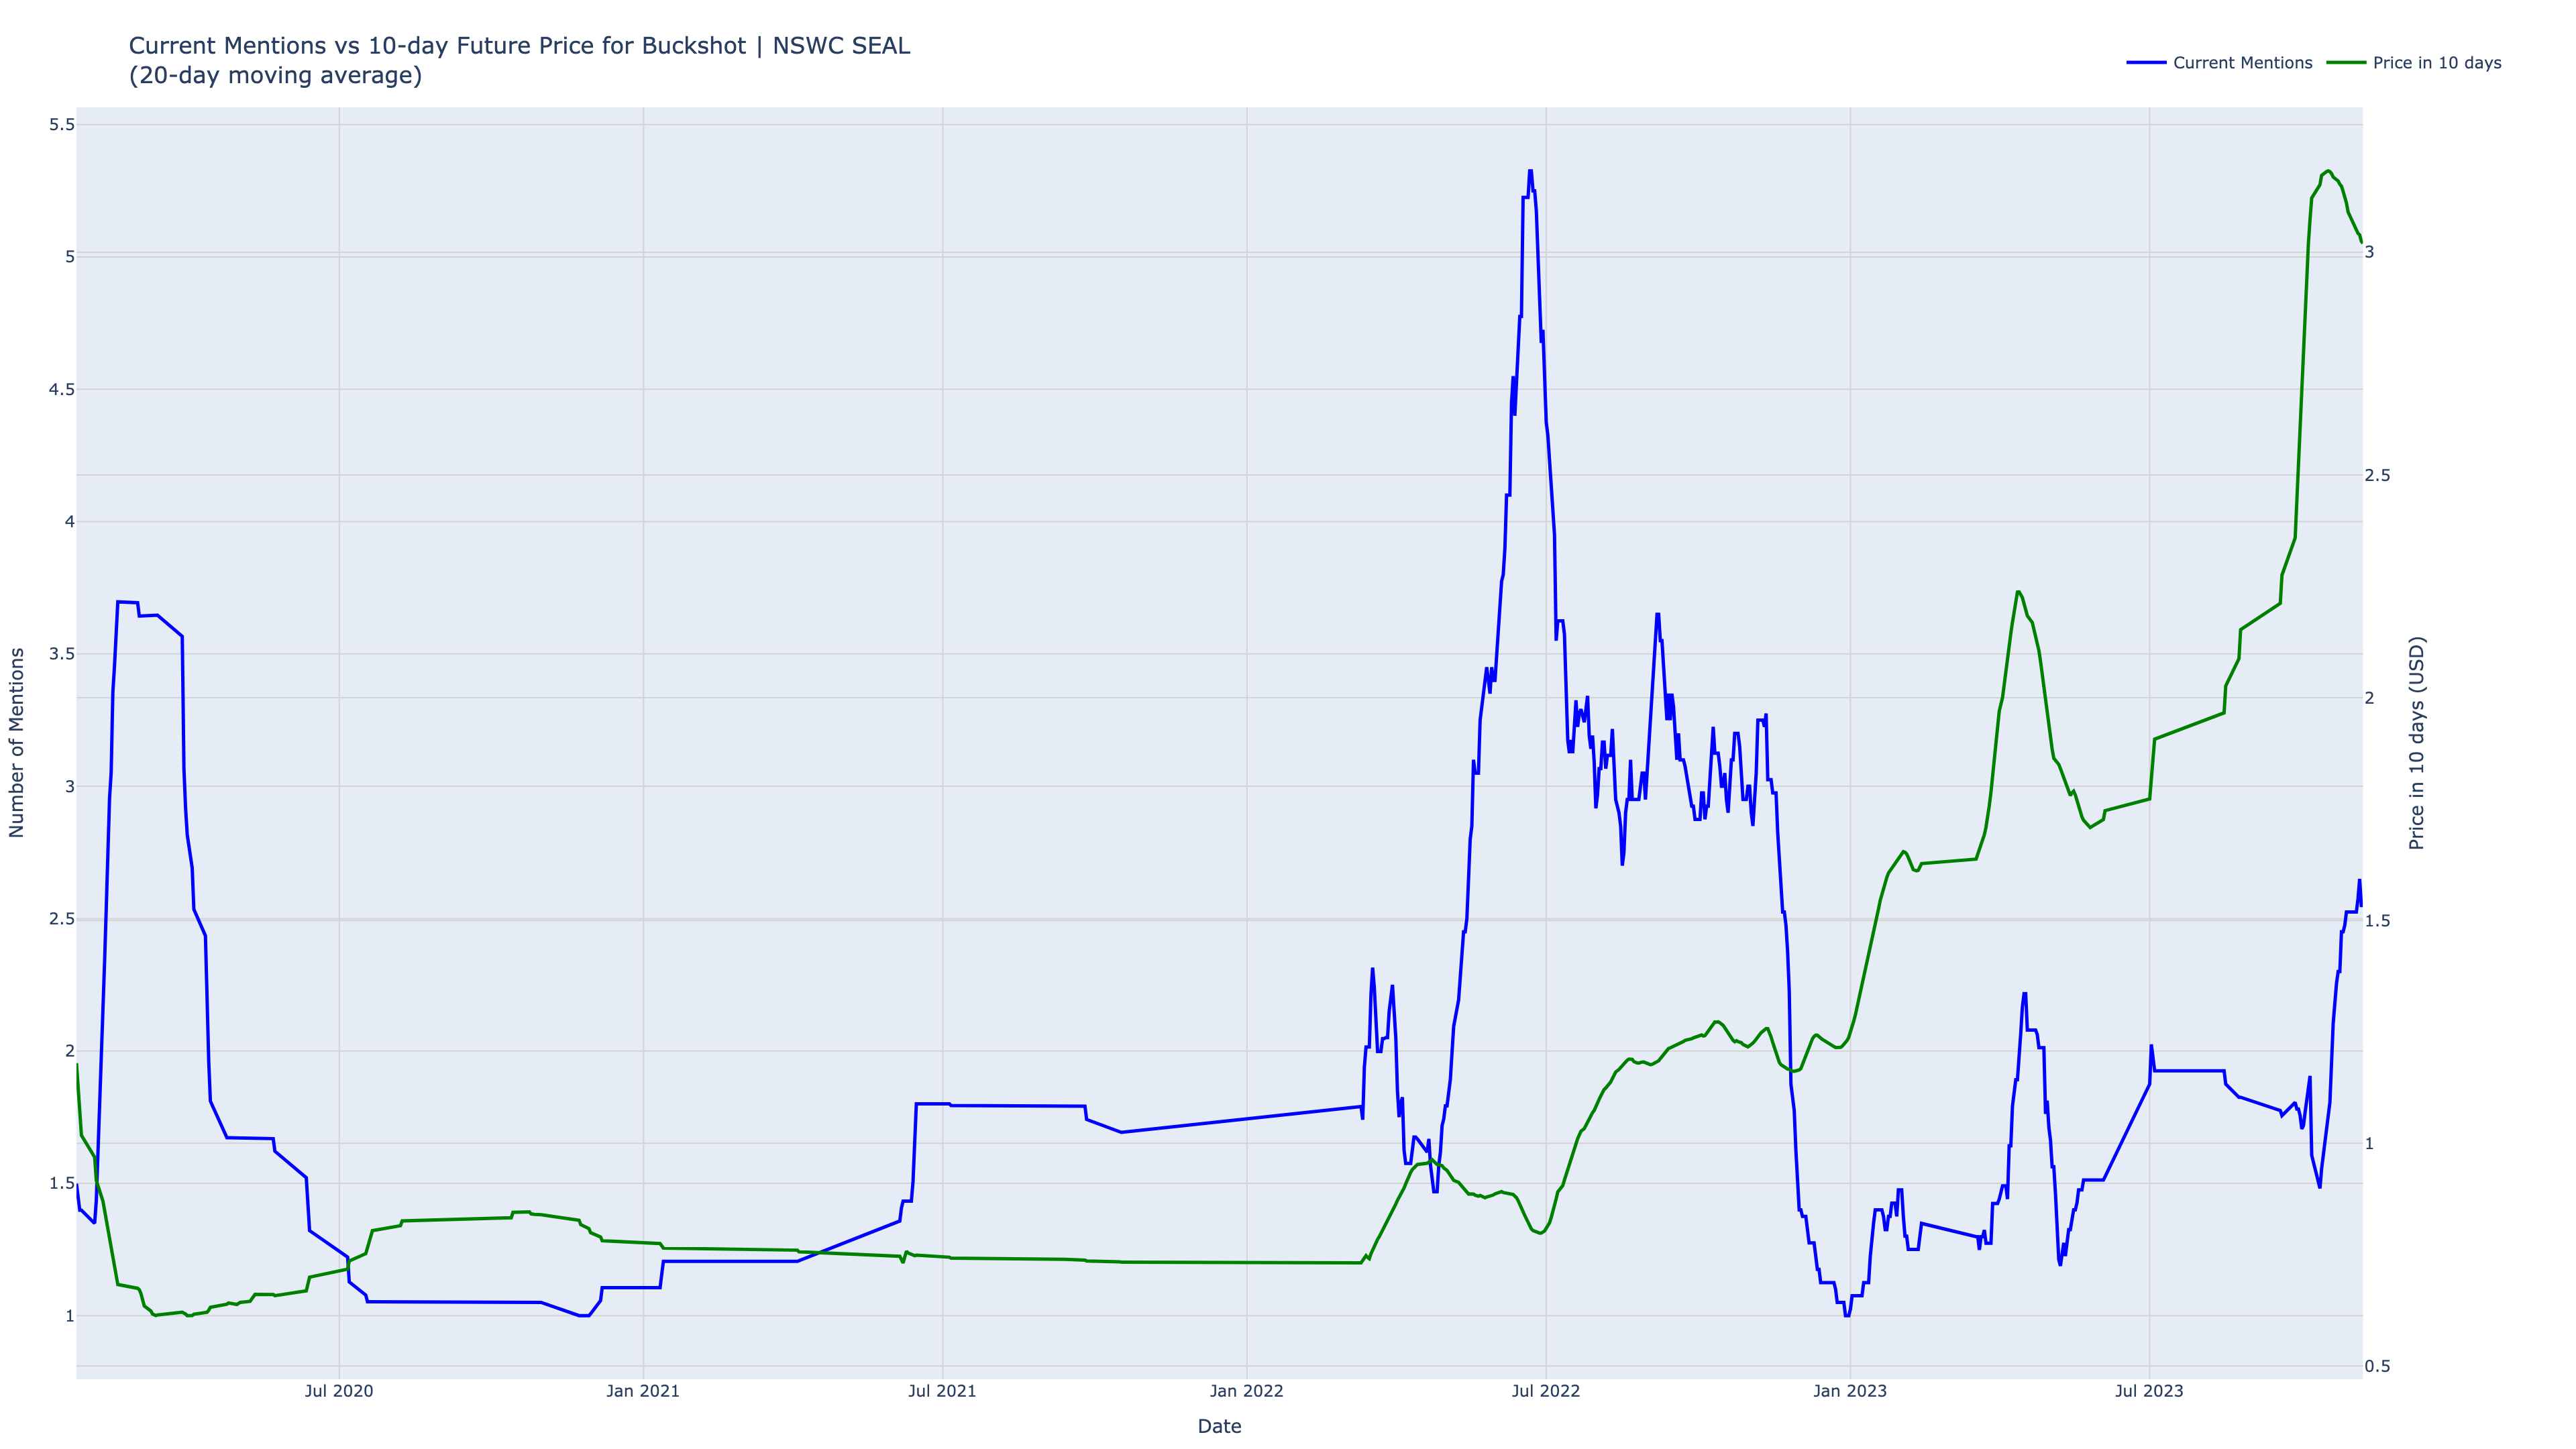 Current Mentions vs 10-day Future Price for Buckshot | NSWC SEAL
(20-day moving average)
Current Mentions
Price in 10 days
5.5
5
4.5
4
3.5
3
2.5
2
1.5
1
Number of Mentions
3
2.5
2
1.5
1
0.5
Price in 10 days (USD)
Jul 2020
Jan 2021
Jul 2021
Jan 2022
Jul 2022
Jan 2023
Jul 2023
Date